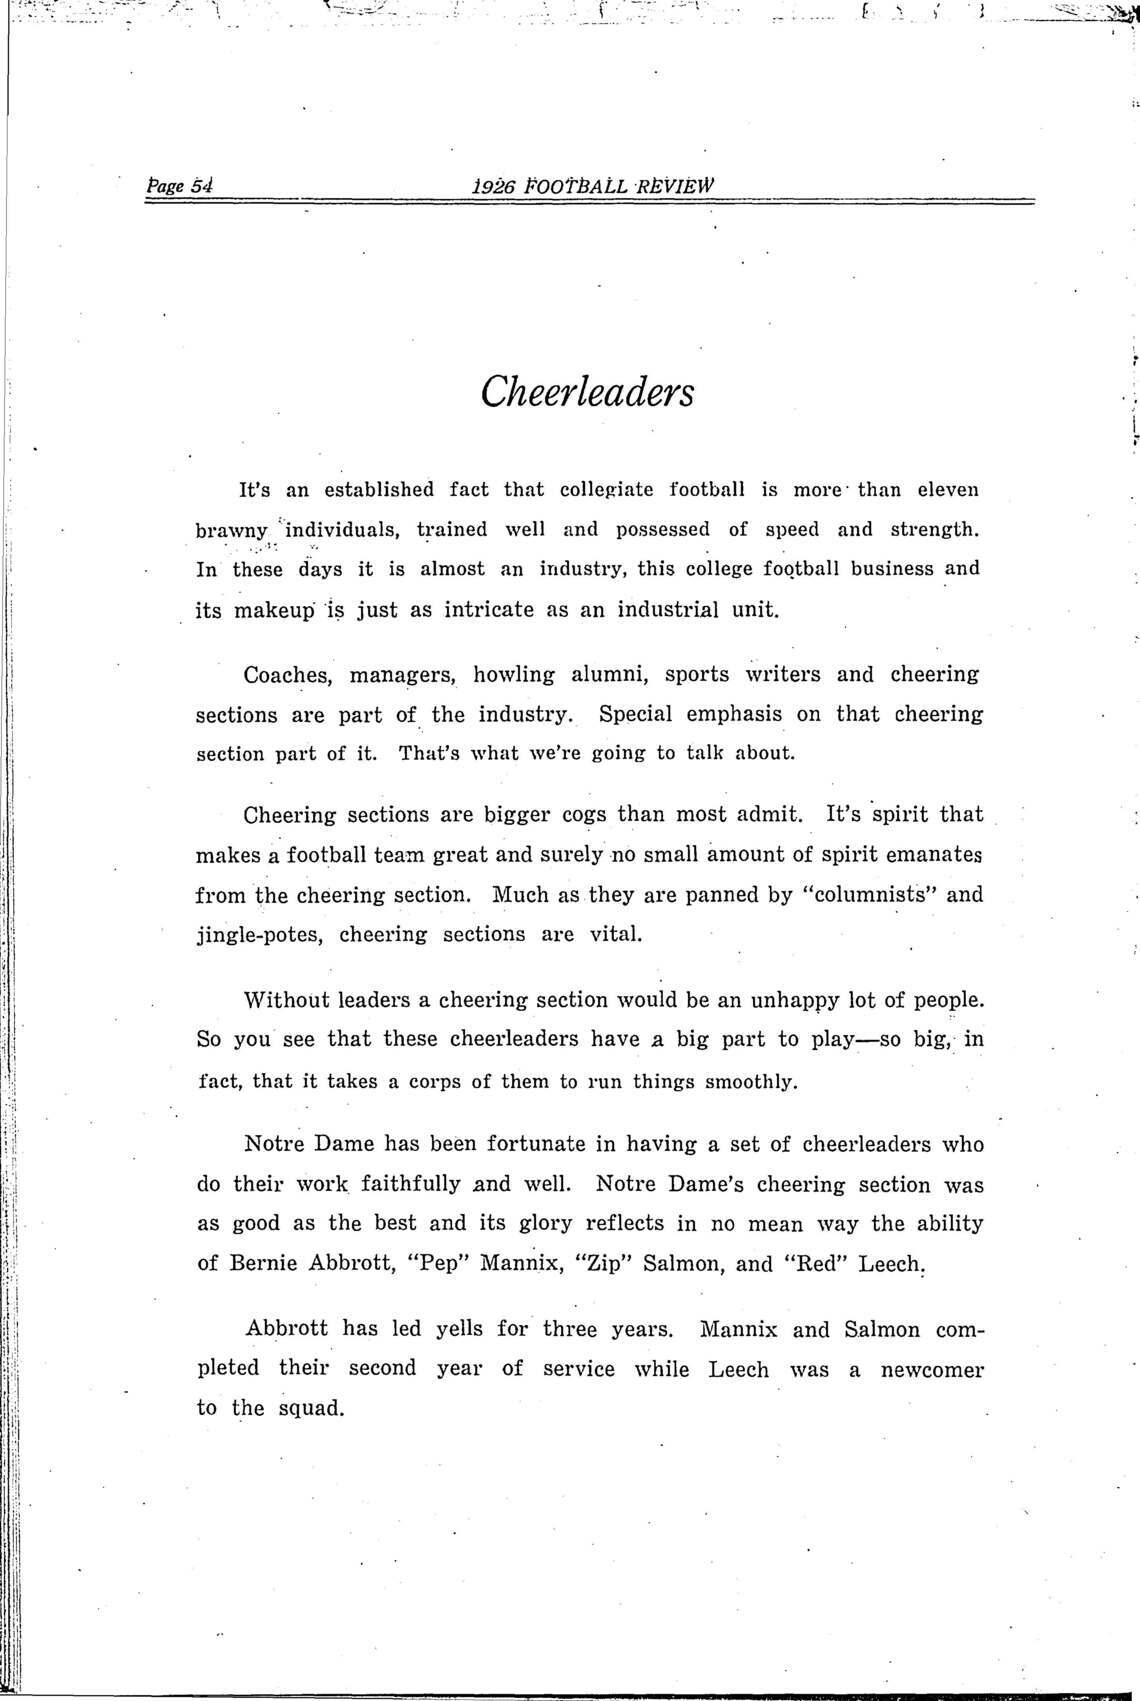 Page 54
1926 FOOTBALL REVIEW
Cheerleaders
It's an established fact that collegiate football is more than eleven
brawny individuals, trained well and possessed of speed and strength.
In these days it is almost an industry, this college football business and
its makeup is just as intricate as an industrial unit.
Coaches, managers, howling alumni, sports writers and cheering
sections are part of the industry. Special emphasis on that cheering
section part of it. That's what we're going to talk about.
Cheering sections are bigger cogs than most admit. It's spirit that
makes a football team great and surely no small amount of spirit emanates
from the cheering section. Much as they are panned by "columnists" and
jingle-potes, cheering sections are vital.
Without leaders a cheering section would be an unhappy lot of people.
So you see that these cheerleaders have a big part to play—so big, in
fact, that it takes a corps of them to run things smoothly.
Notre Dame has been fortunate in having a set of cheerleaders who
do their work faithfully and well. Notre Dame's cheering section was
as good as the best and its glory reflects in no mean way the ability
of Bernie Abbrott, "Pep" Mannix, "Zip" Salmon, and "Red" Leech.
Abbrott has led yells for three years. Mannix and Salmon com-
pleted their second year of service while Leech was a newcomer
to the squad.